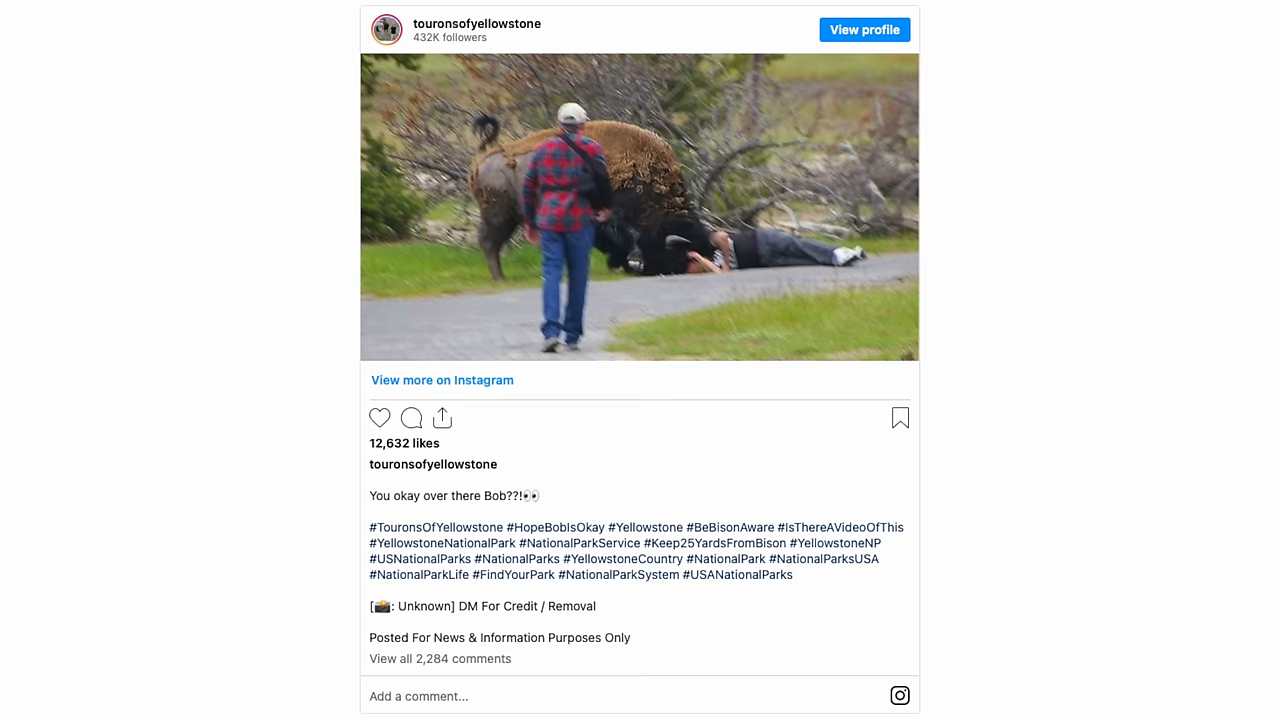 touronsofyellowstone
432K followers
View profile
View more on Instagram
12,632 likes
touronsofyellowstone
You okay over there Bob??!👀
#TouronsOfYellowstone #HopeBobIsOkay #Yellowstone #BeBisonAware #IsThereAVideoOfThis
#YellowstoneNationalPark #NationalParkService #Keep25YardsFromBison #YellowstoneNP
#USNationalParks #NationalParks #YellowstoneCountry #NationalPark #NationalParksUSA
#NationalParkLife #FindYourPark #NationalParkSystem #USANationalParks
[📸: Unknown] DM For Credit / Removal
Posted For News & Information Purposes Only
View all 2,284 comments
Add a comment...